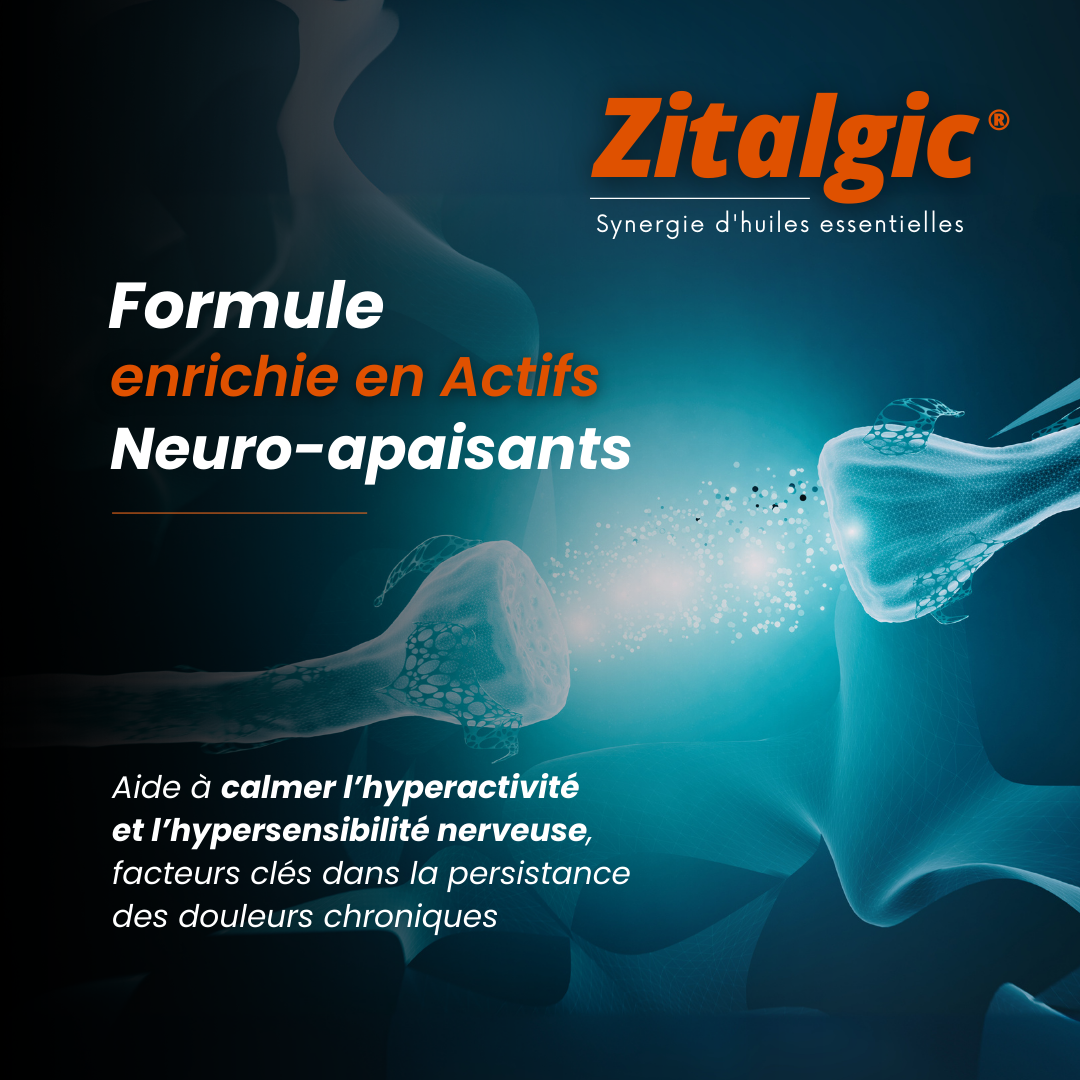 Zitalgic®
Synergie d'huiles essentielles
Formule
enrichie en Actifs
Neuro-apaisants
Aide à calmer l’hyperactivité
et l’hypersensibilité nerveuse,
facteurs clés dans la persistance
des douleurs chroniques